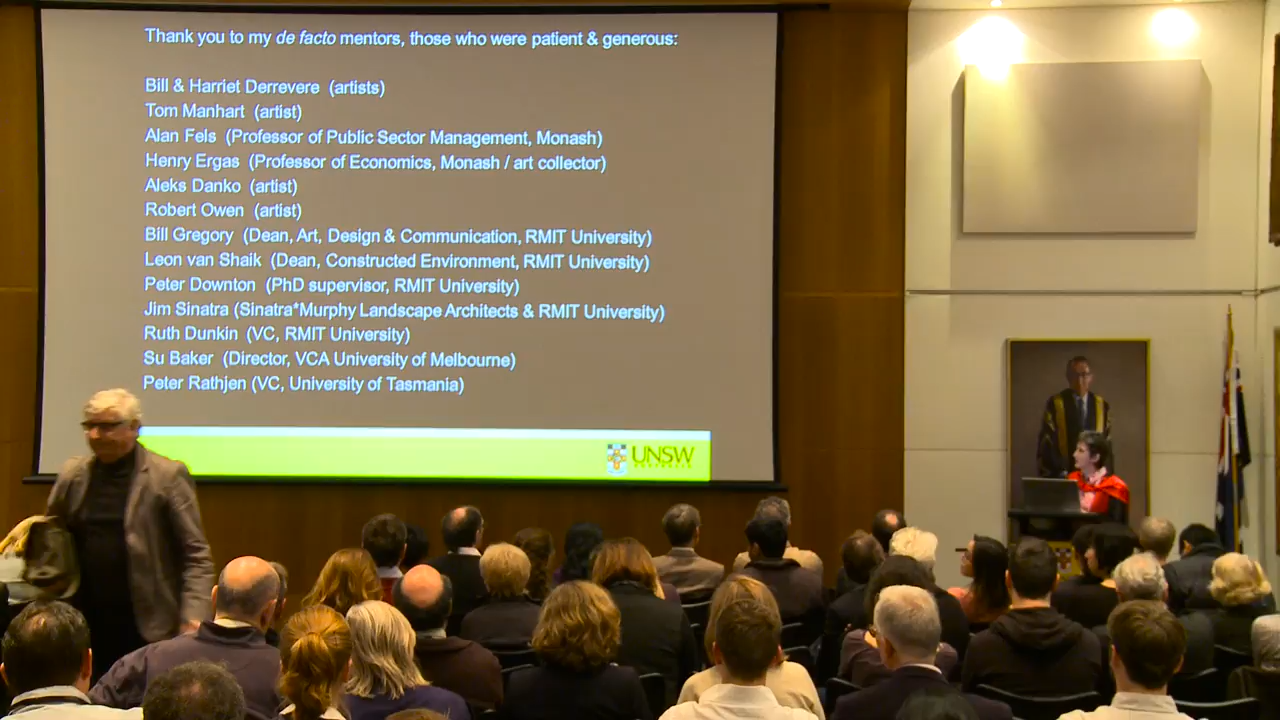 Thank you to my de facto mentors, those who were patient & generous:
Bill & Harriet Derrevere (artists)
Tom Manhart (artist)
Alan Fels (Professor of Public Sector Management, Monash)
Henry Ergas (Professor of Economics, Monash / art collector)
Aleks Danko (artist)
Robert Owen (artist)
Bill Gregory (Dean, Art, Design & Communication, RMIT University)
Leon van Shaik (Dean, Constructed Environment, RMIT University)
Peter Downton (PhD supervisor, RMIT University)
Jim Sinatra (Sinatra*Murphy Landscape Architects & RMIT University)
Ruth Dunkin (VC, RMIT University)
Su Baker (Director, VCA University of Melbourne)
Peter Rathjen (VC, University of Tasmania)
UNSW